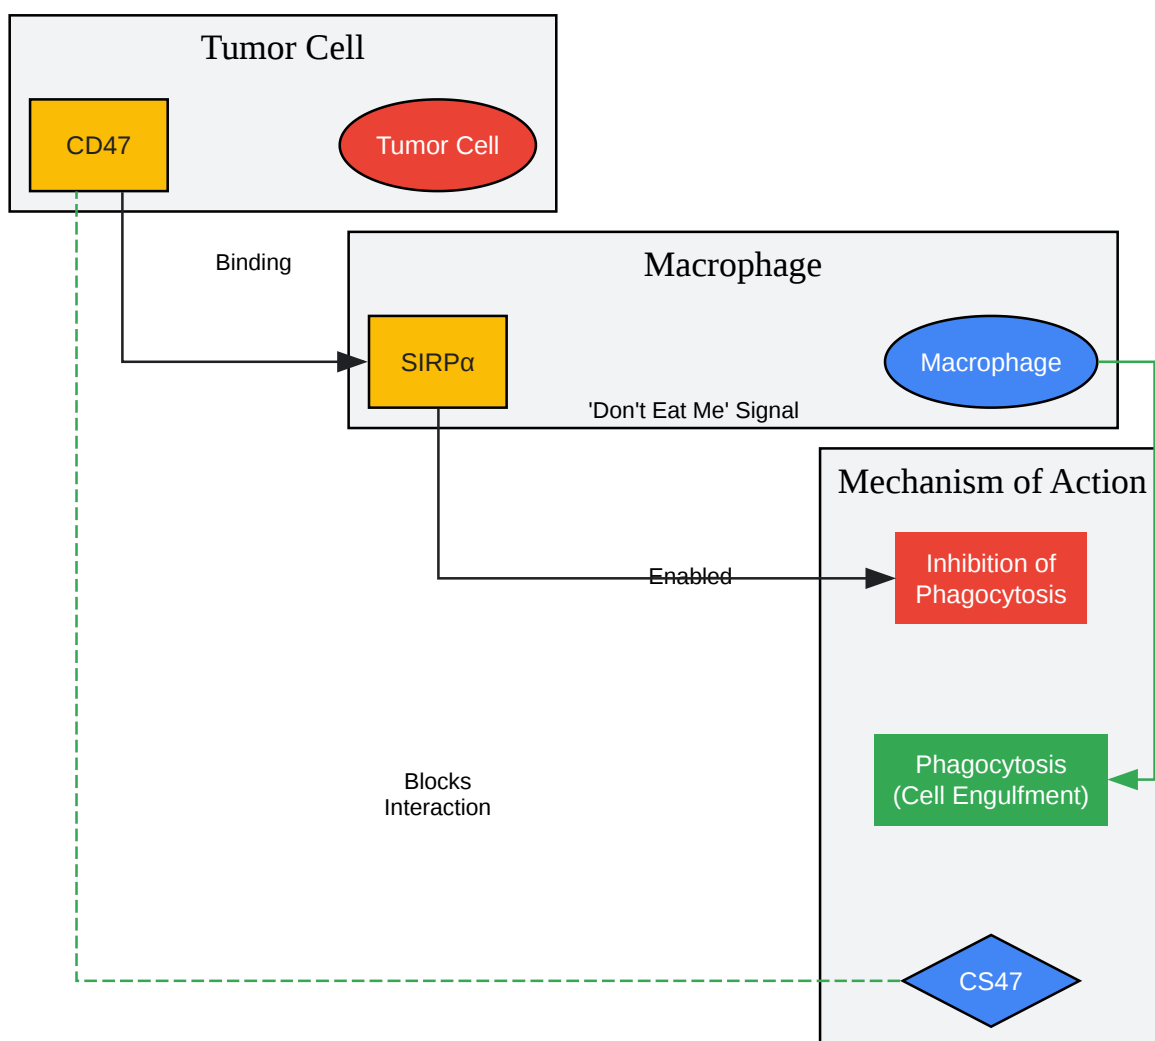 Tumor Cell
CD47
Tumor Cell
Binding
Macrophage
SIRPα
Macrophage
'Don't Eat Me' Signal
Mechanism of Action
Inhibition of
Phagocytosis
Enabled
Phagocytosis
(Cell Engulfment)
Blocks
Interaction
CS47